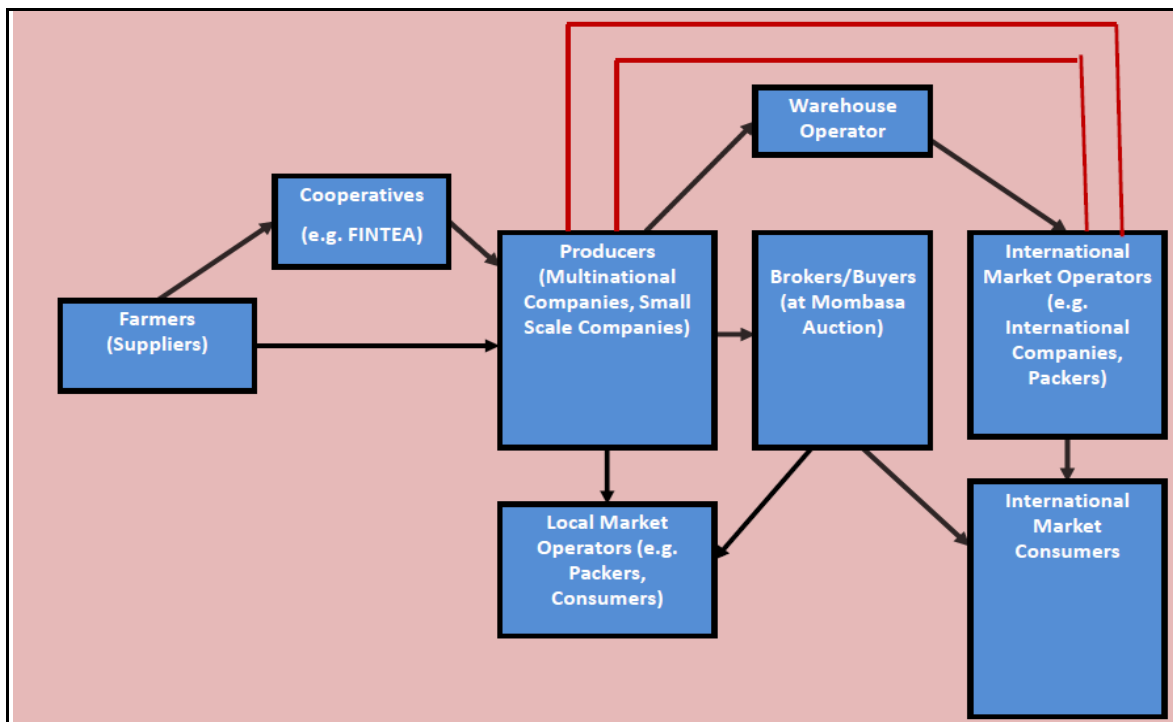 Warehouse
Operator
Cooperatives
(e.g. FINTEA)
Farmers
(Suppliers)
Producers
(Multinational
Companies, Small
Scale Companies)
Brokers/Buyers
(at Mombasa
Auction)
International
Market Operators
(e.g.
International
Companies,
Packers)
Local Market
Operators (e.g.
Packers,
Consumers)
International
Market
Consumers